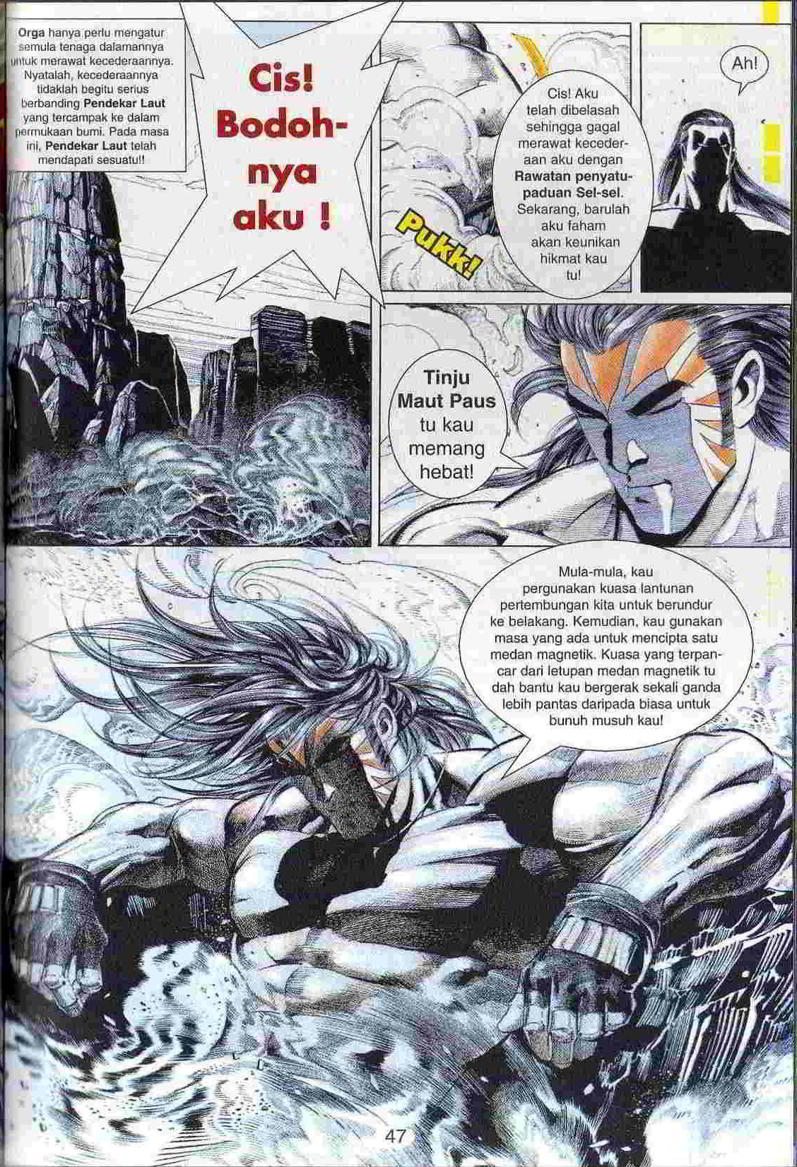 Orga hanya perlu mengatur
semula tenaga dalamannya
untuk merawat kecederaannya.
Nyatalah, kecederaannya
tidaklah begitu serius
berbanding Pendekar Laut
yang tercampak ke dalam
permukaan bumi. Pada masa
ini, Pendekar Laut telah
mendapati sesuatu!!
Cis!
Bodoh-
nya
aku !
Cis! Aku
telah dibelasah
sehingga gagal
merawat keceder-
aan aku dengan
Rawatan penyatu-
paduan Sel-sel.
Sekarang, barulah
aku faham
akan keunikan
hikmat kau
tu!
Pukk!
Ah!
Tinju
Maut Paus
tu kau
memang
hebat!
Mula-mula, kau
pergunakan kuasa lantunan
pertembungan kita untuk berundur
ke belakang. Kemudian, kau gunakan
masa yang ada untuk mencipta satu
medan magnetik. Kuasa yang terpan-
car dari letupan medan magnetik tu
dah bantu kau bergerak sekali ganda
lebih pantas daripada biasa untuk
bunuh musuh kau!
47